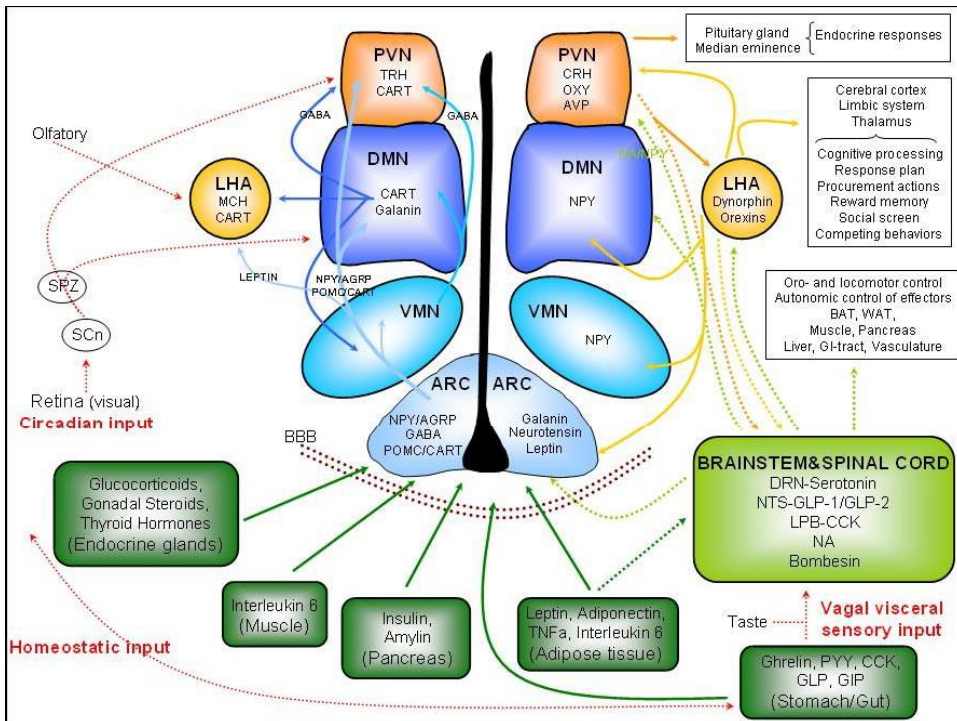 PVN
TRH
CART
PVN
CRH
OXY
AVP
Pituitary gland
Median eminence
Endocrine responses
GABA
GABA
Olfatory
DMN
CART
Galanin
DMN
NPY
LHA
MCH
CART
LHA
Dynorphin
Orexins
Cerebral cortex
Limbic system
Thalamus
Cognitive processing
Response plan
Procurement actions
Reward memory
Social screen
Competing behaviors
LEPTIN
NPY/AGRP
POMC/CART
SPZ
SCn
VMN
VMN
NPY
Oro- and locomotor control
Autonomic control of effectors
BAT, WAT,
Muscle, Pancreas
Liver, GI-tract, Vasculature
Retina (visual)
Circadian input
ARC
NPY/AGRP
GABA
POMC/CART
ARC
Galanin
Neurotensin
Leptin
BBB
BRAINSTEM&SPINAL CORD
DRN-Serotonin
NTS-GLP-1/GLP-2
LPB-CCK
NA
Bombesin
Glucocorticoids,
Gonadal Steroids,
Thyroid Hormones
(Endocrine glands)
Interleukin 6
(Muscle)
Insulin,
Amylin
(Pancreas)
Leptin, Adiponectin,
TNFa, Interleukin 6
(Adipose tissue)
Taste
Vagal visceral
sensory input
Homeostatic input
Ghrelin, PYY, CCK,
GLP, GIP
(Stomach/Gut)